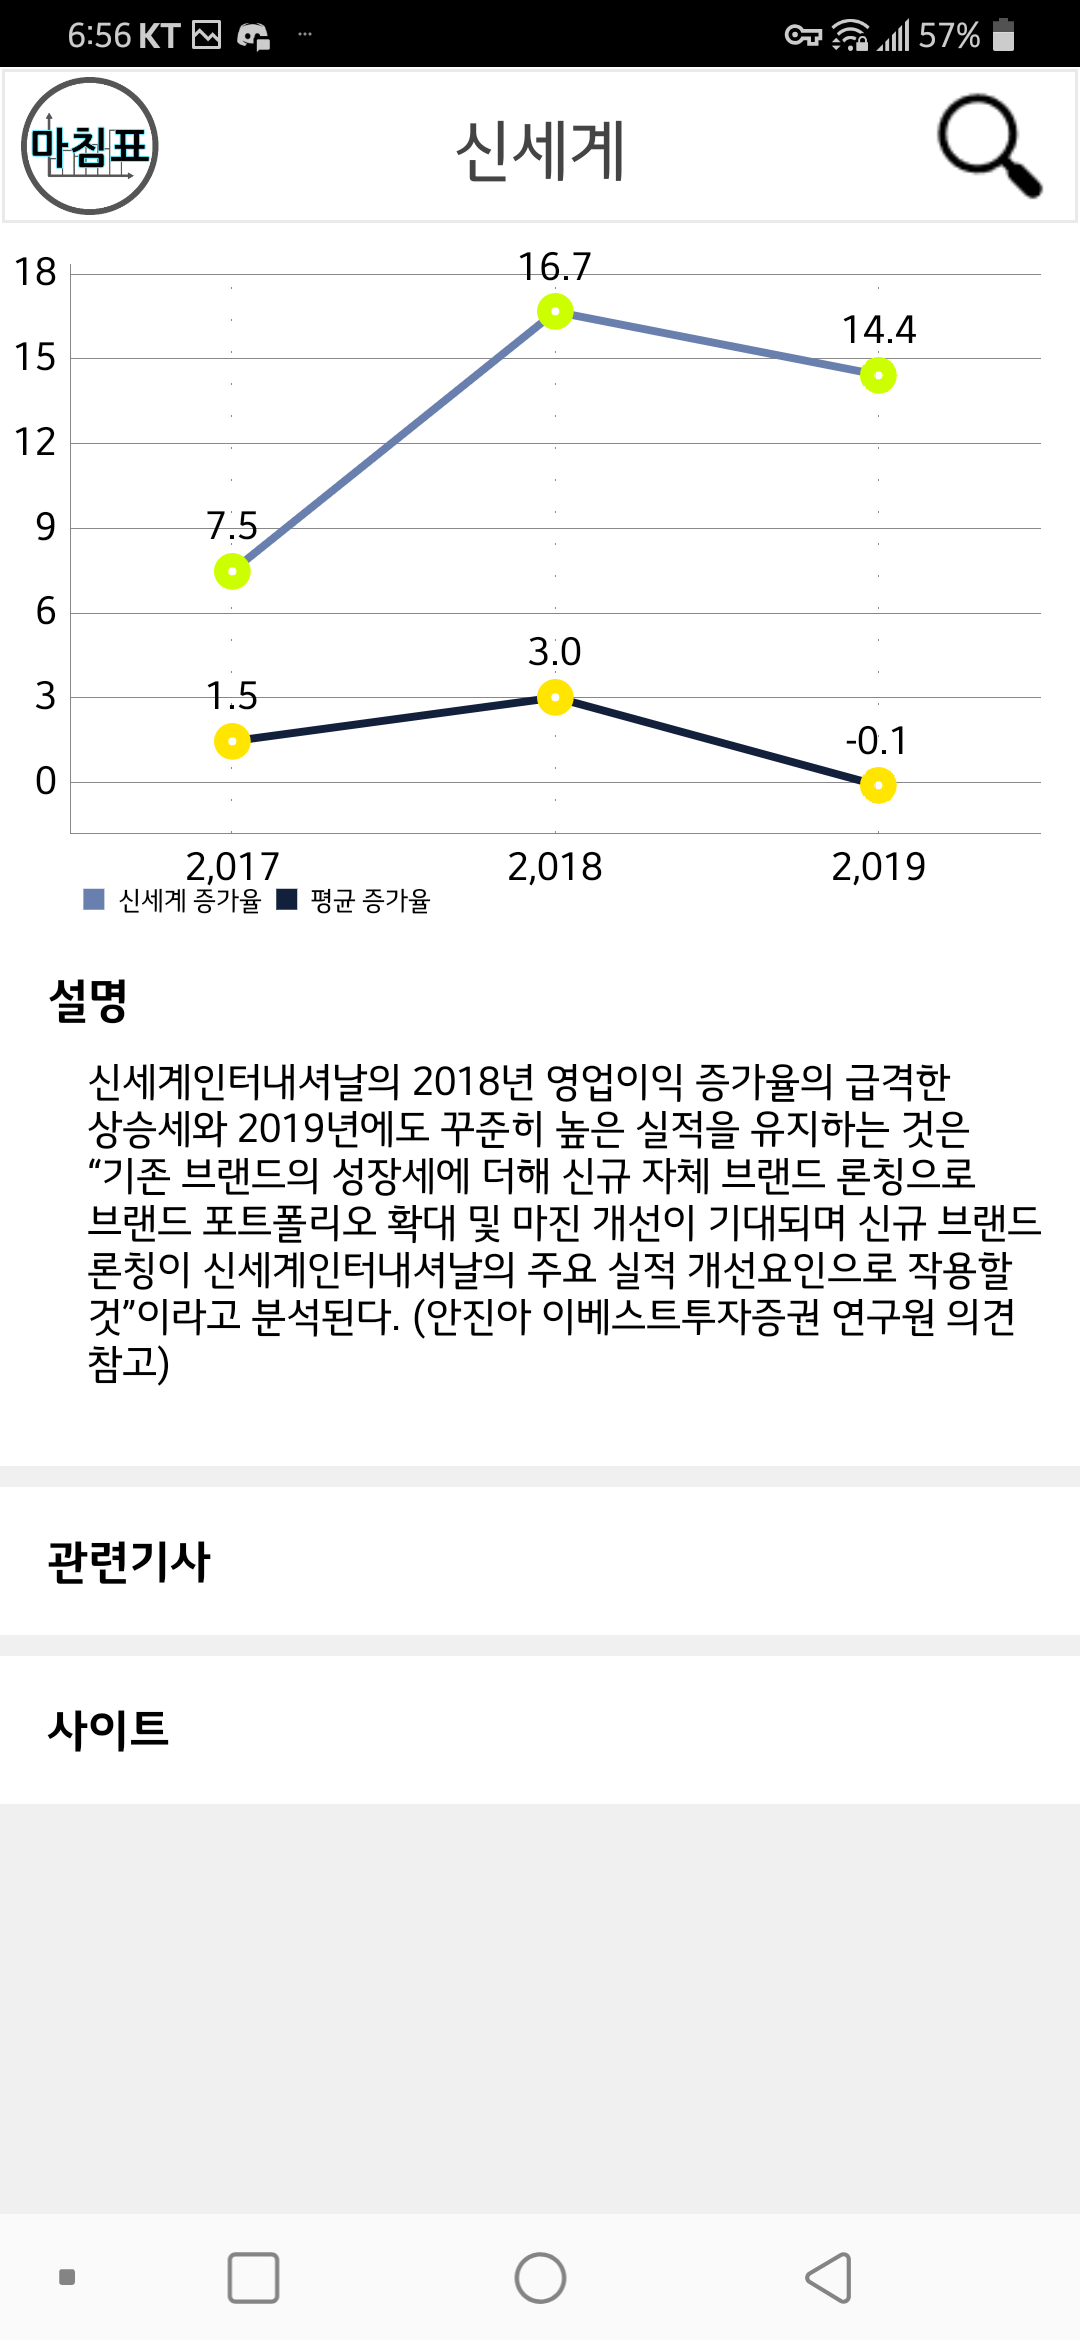 6:56 KT 57%
마침표
신세계
18
15
12
9
6
3
0
16.7
14.4
7.5
3.0
1.5
-0.1
2,017 2,018 2,019
신세계 증가율 평균 증가율
설명
신세계인터내셔날의 2018년 영업이익 증가율의 급격한
상승세와 2019년에도 꾸준히 높은 실적을 유지하는 것은
“기존 브랜드의 성장세에 더해 신규 자체 브랜드 론칭으로
브랜드 포트폴리오 확대 및 마진 개선이 기대되며 신규 브랜드
론칭이 신세계인터내셔날의 주요 실적 개선요인으로 작용할
것”이라고 분석된다. (안진아 이베스트투자증권 연구원 의견
참고)
관련기사
사이트